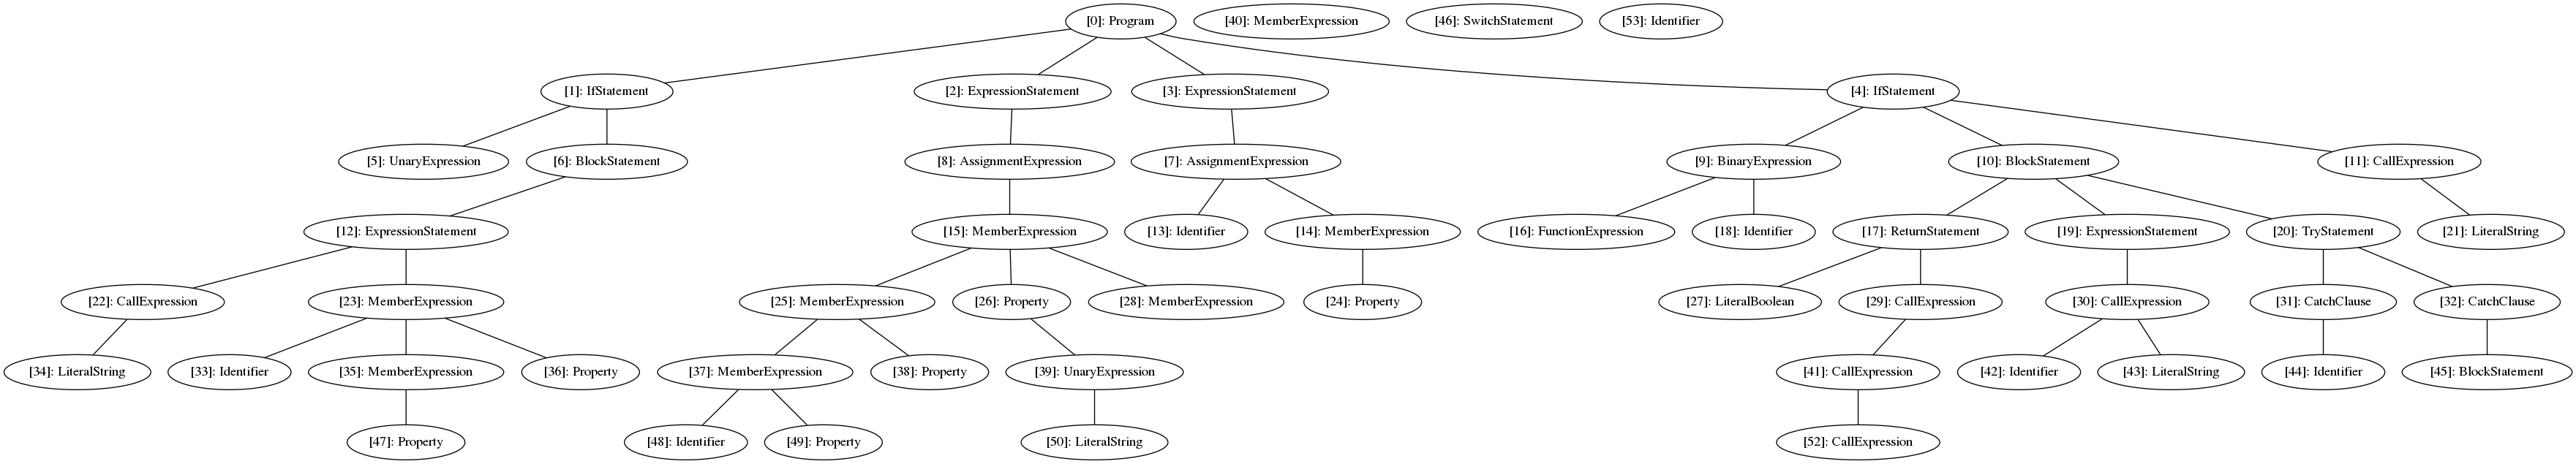 [0]: Program
[40]: MemberExpression
[46]: SwitchStatement
[53]: Identifier
[1]: IfStatement
[2]: ExpressionStatement
[3]: ExpressionStatement
[4]: IfStatement
[5]: UnaryExpression
[6]: BlockStatement
[8]: AssignmentExpression
[7]: AssignmentExpression
[9]: BinaryExpression
[10]: BlockStatement
[11]: CallExpression
[12]: ExpressionStatement
[15]: MemberExpression
[13]: Identifier
[14]: MemberExpression
[16]: FunctionExpression
[18]: Identifier
[17]: ReturnStatement
[19]: ExpressionStatement
[20]: TryStatement
[21]: LiteralString
[22]: CallExpression
[23]: MemberExpression
[25]: MemberExpression
[26]: Property
[28]: MemberExpression
[24]: Property
[27]: LiteralBoolean
[29]: CallExpression
[30]: CallExpression
[31]: CatchClause
[32]: CatchClause
[34]: LiteralString
[33]: Identifier
[35]: MemberExpression
[36]: Property
[37]: MemberExpression
[38]: Property
[39]: UnaryExpression
[41]: CallExpression
[42]: Identifier
[43]: LiteralString
[44]: Identifier
[45]: BlockStatement
[47]: Property
[48]: Identifier
[49]: Property
[50]: LiteralString
[52]: CallExpression